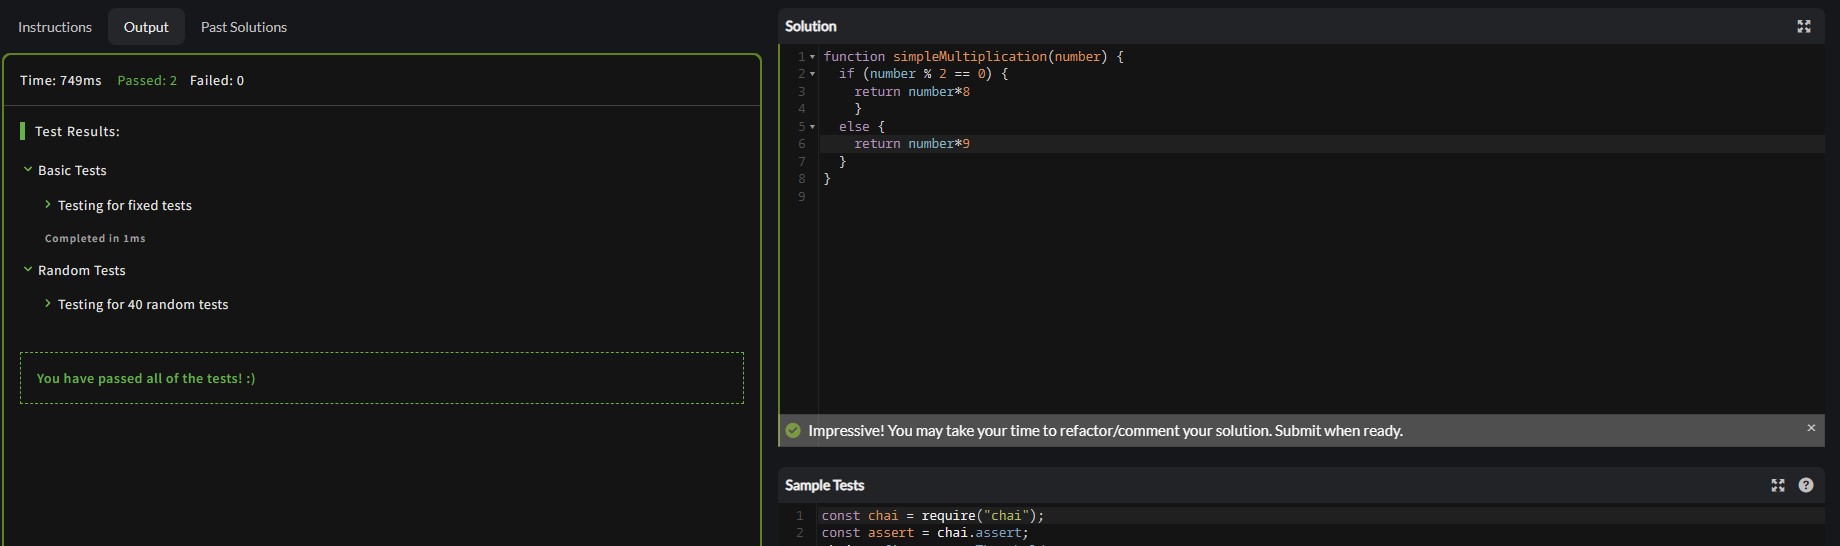 Instructions
Output
Past Solutions
Time: 749ms Passed: 2 Failed: 0
Test Results:
Basic Tests
Testing for fixed tests
Completed in 1ms
Random Tests
Testing for 40 random tests
You have passed all of the tests! :)
Solution
1 function simpleMultiplication(number) {
2   if (number % 2 == 0) {
3     return number*8
4     }
5   else {
6     return number*9
7   }
8 }
9
Impressive! You may take your time to refactor/comment your solution. Submit when ready.
Sample Tests
1 const chai = require("chai");
2 const assert = chai.assert;